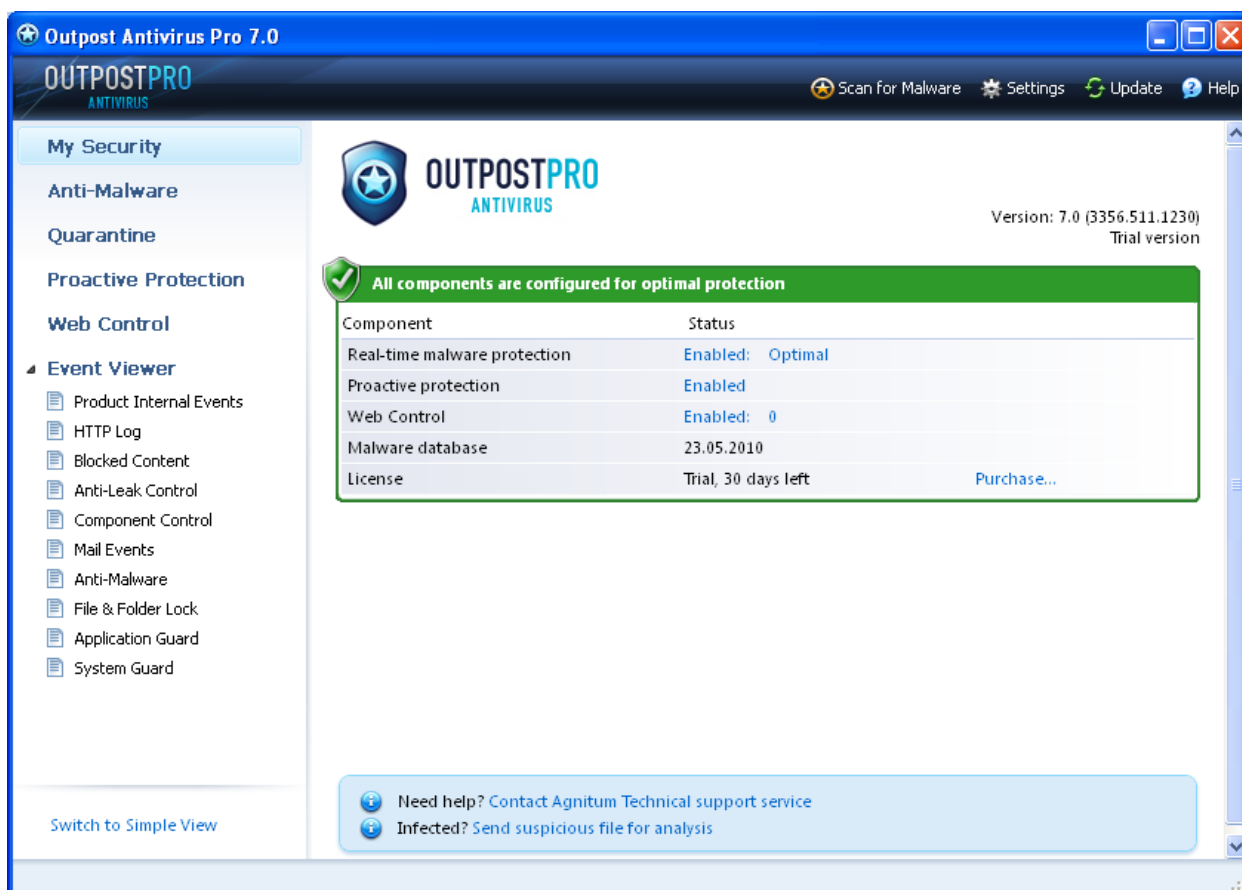 Outpost Antivirus Pro 7.0
OUTPOSTPRO
ANTIVIRUS
Scan for Malware Settings Update Help
My Security
Anti-Malware
Quarantine
Proactive Protection
Web Control
Event Viewer
Product Internal Events
HTTP Log
Blocked Content
Anti-Leak Control
Component Control
Mail Events
Anti-Malware
File & Folder Lock
Application Guard
System Guard
Switch to Simple View
OUTPOSTPRO
ANTIVIRUS
Version: 7.0 (3356.511.1230)
Trial version
All components are configured for optimal protection
Component Status
Real-time malware protection Enabled: Optimal
Proactive protection Enabled
Web Control Enabled: 0
Malware database 23.05.2010
License Trial, 30 days left Purchase...
Need help? Contact Agnitum Technical support service
Infected? Send suspicious file for analysis